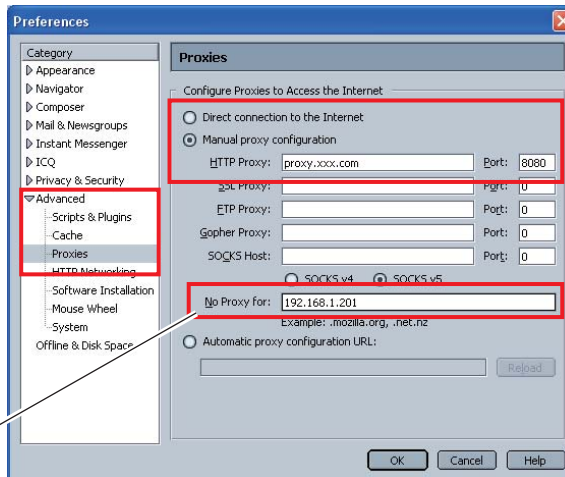 Preferences
Category
Appearance
Navigator
Composer
Mail & Newsgroups
Instant Messenger
ICQ
Privacy & Security
Advanced
Scripts & Plugins
Cache
Proxies
HTTP Networking
Software Installation
Mouse Wheel
System
Offline & Disk Space
Proxies
Configure Proxies to Access the Internet
Direct connection to the Internet
Manual proxy configuration
HTTP Proxy: proxy.xxx.com Port: 8080
SSL Proxy: Port: 0
FTP Proxy: Port: 0
Gopher Proxy: Port: 0
SOCKS Host: Port: 0
SOCKS v4 SOCKS v5
No Proxy for: 192.168.1.201
Example: .mozilla.org, .net.nz
Automatic proxy configuration URL:
Reload
OK Cancel Help